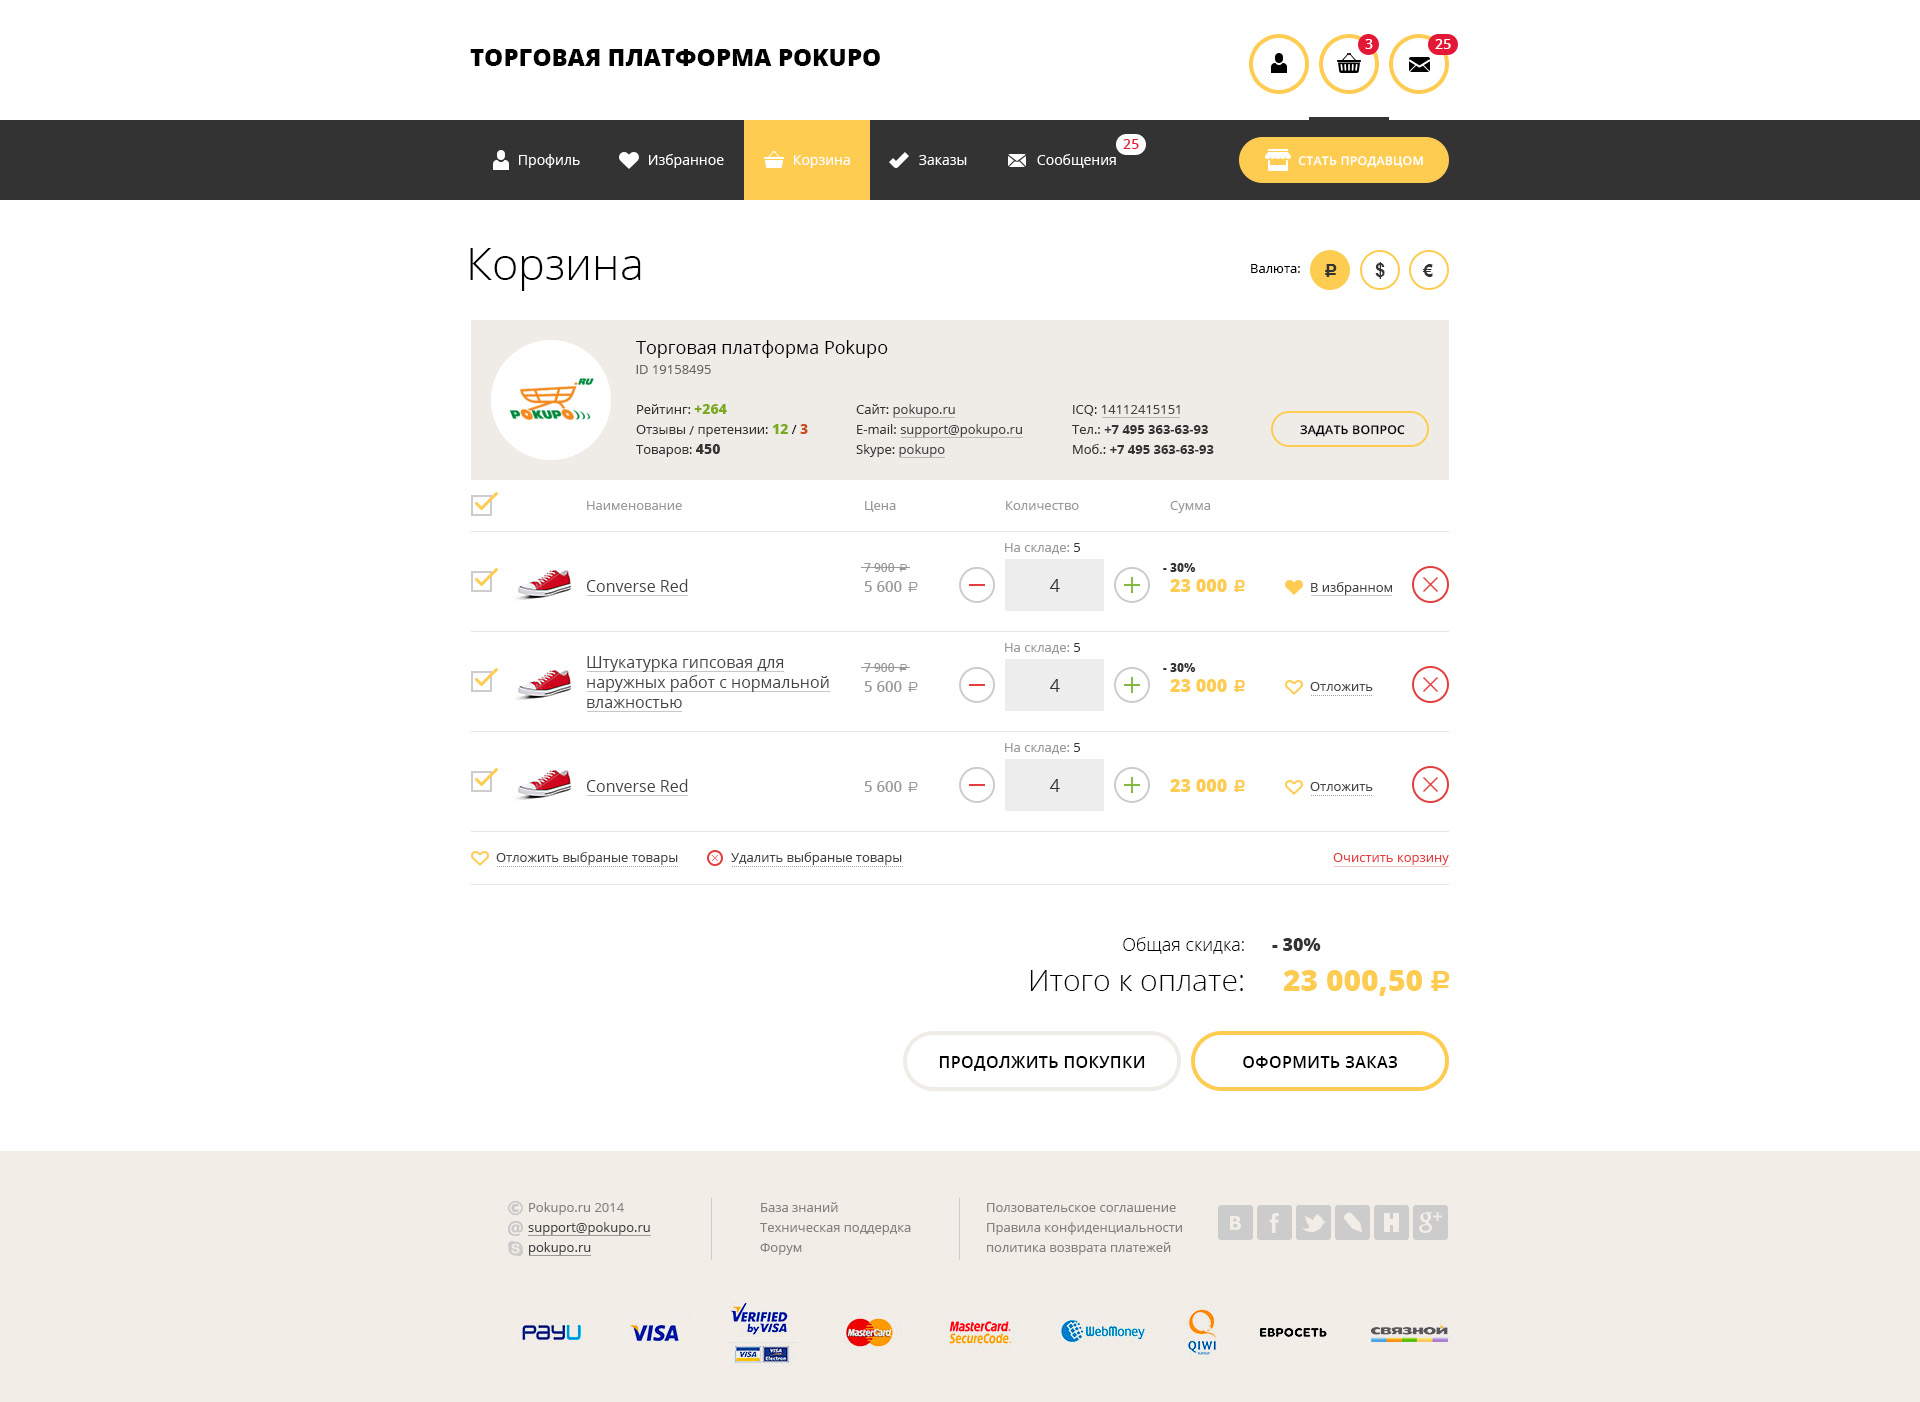 ТОРГОВАЯ ПЛАТФОРМА POKUPO
3
25
Профиль
Избранное
Корзина
Заказы
Сообщения
25
СТАТЬ ПРОДАВЦОМ
Корзина
Валюта: ₽ $ €
POKUPO.RU
Торговая платформа Pokupo
ID 19158495
Рейтинг: +264
Отзывы / претензии: 12 / 3
Товаров: 450
Сайт: pokupo.ru
E-mail: support@pokupo.ru
Skype: pokupo
ICQ: 14112415151
Тел.: +7 495 363-63-93
Моб.: +7 495 363-63-93
ЗАДАТЬ ВОПРОС
Наименование Цена Количество Сумма
Converse Red
7 900 ₽
5 600 ₽
На складе: 5
4
- 30%
23 000 ₽
В избранном
Штукатурка гипсовая для
наружных работ с нормальной
влажностью
7 900 ₽
5 600 ₽
На складе: 5
4
- 30%
23 000 ₽
Отложить
Converse Red
5 600 ₽
На складе: 5
4
23 000 ₽
Отложить
Отложить выбраные товары
Удалить выбраные товары
Очистить корзину
Общая скидка: - 30%
Итого к оплате: 23 000,50 ₽
ПРОДОЛЖИТЬ ПОКУПКИ
ОФОРМИТЬ ЗАКАЗ
© Pokupo.ru 2014
@ support@pokupo.ru
pokupo.ru
База знаний
Техническая поддердка
Форум
Ползовательское соглашение
Правила конфиденциальности
политика возврата платежей
B f H g+
PayU
VISA
VERIFIED
by VISA
VISA
VISA
Electron
MasterCard
MasterCard.
SecureCode.
WebMoney
QIWI
ЕВРОСЕТЬ
СВЯЗНОЙ